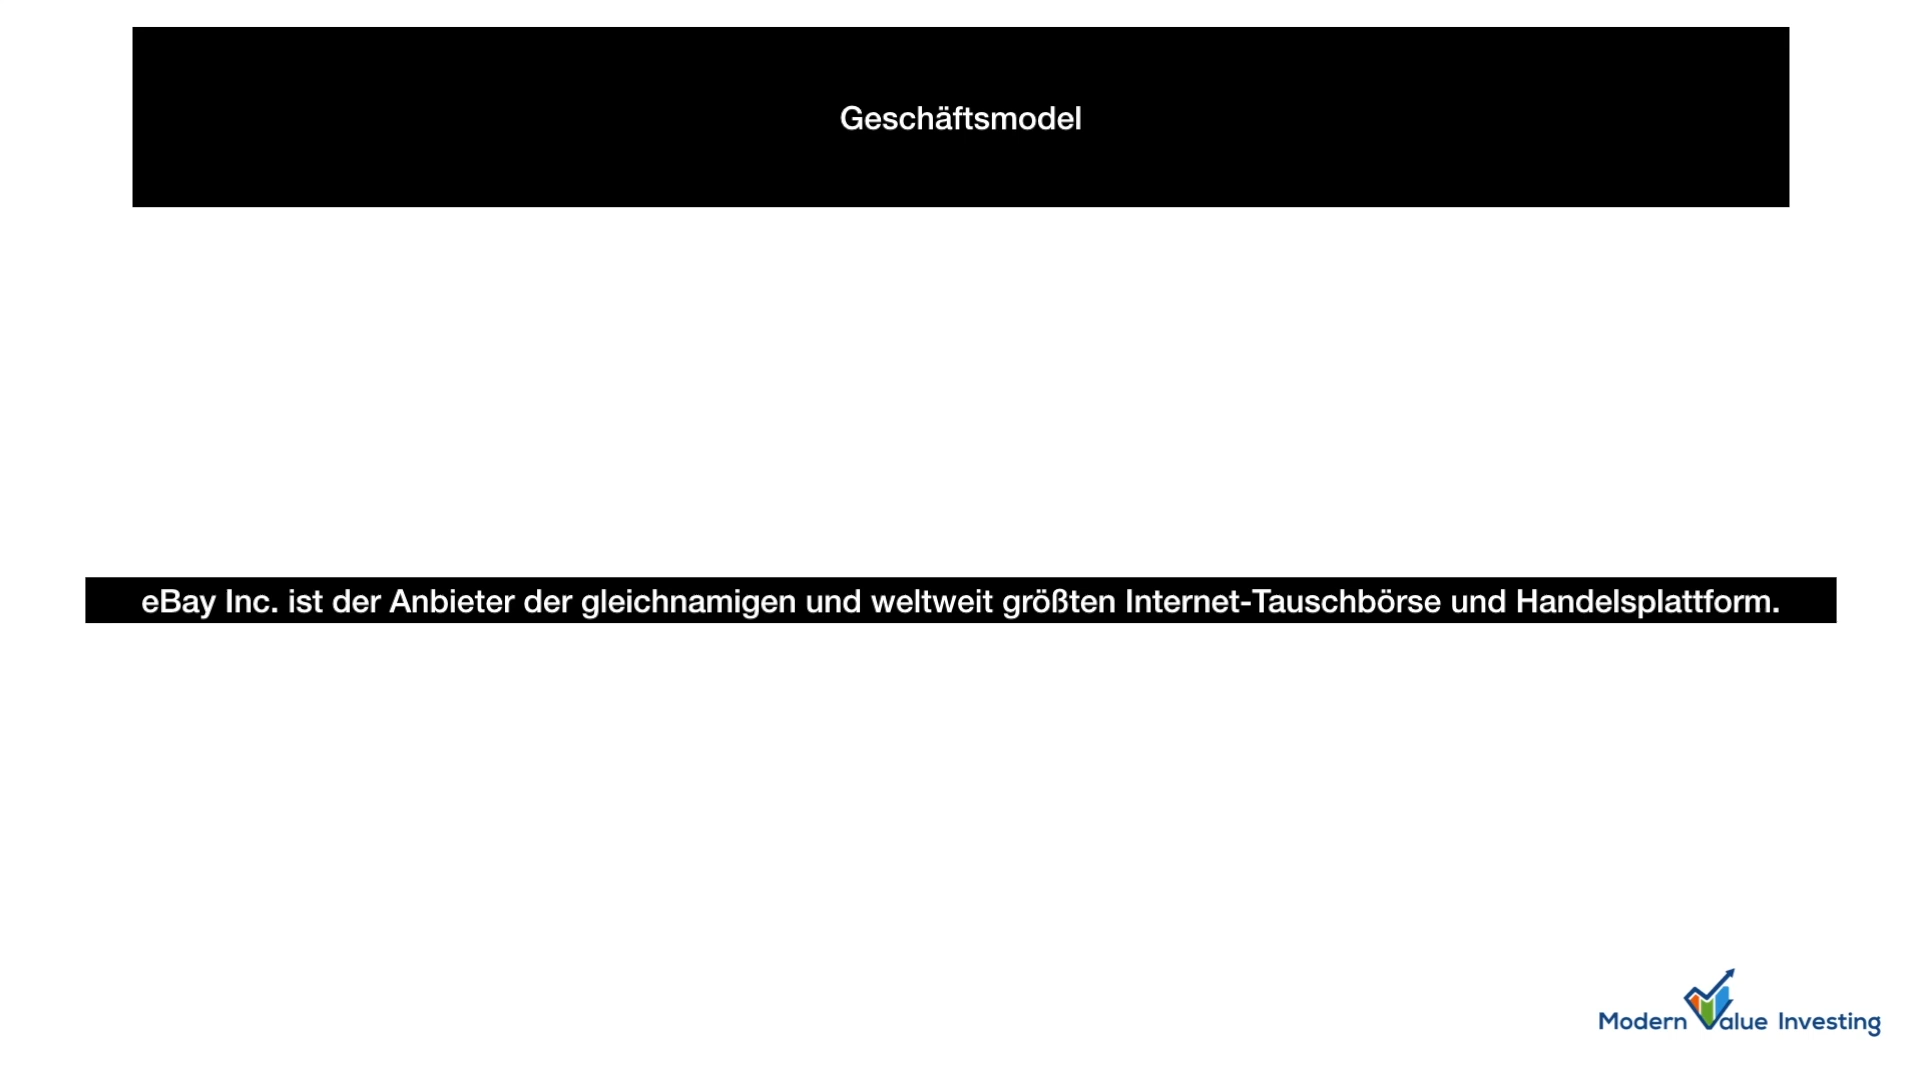 Geschäftsmodel
eBay Inc. ist der Anbieter der gleichnamigen und weltweit größten Internet-Tauschbörse und Handelsplattform.
Modern Value Investing